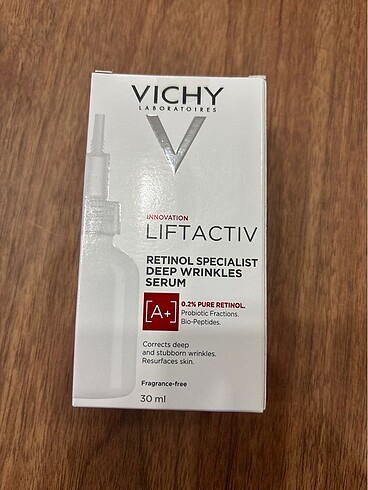 VICHY
LABORATOIRES
V
INNOVATION
LIFTACTIV
RETINOL SPECIALIST
DEEP WRINKLES
SERUM
[A+]
0.2% PURE RETINOL.
Probiotic Fractions.
Bio-Peptides.
Corrects deep
and stubborn wrinkles.
Resurfaces skin.
Fragrance-free
30 ml